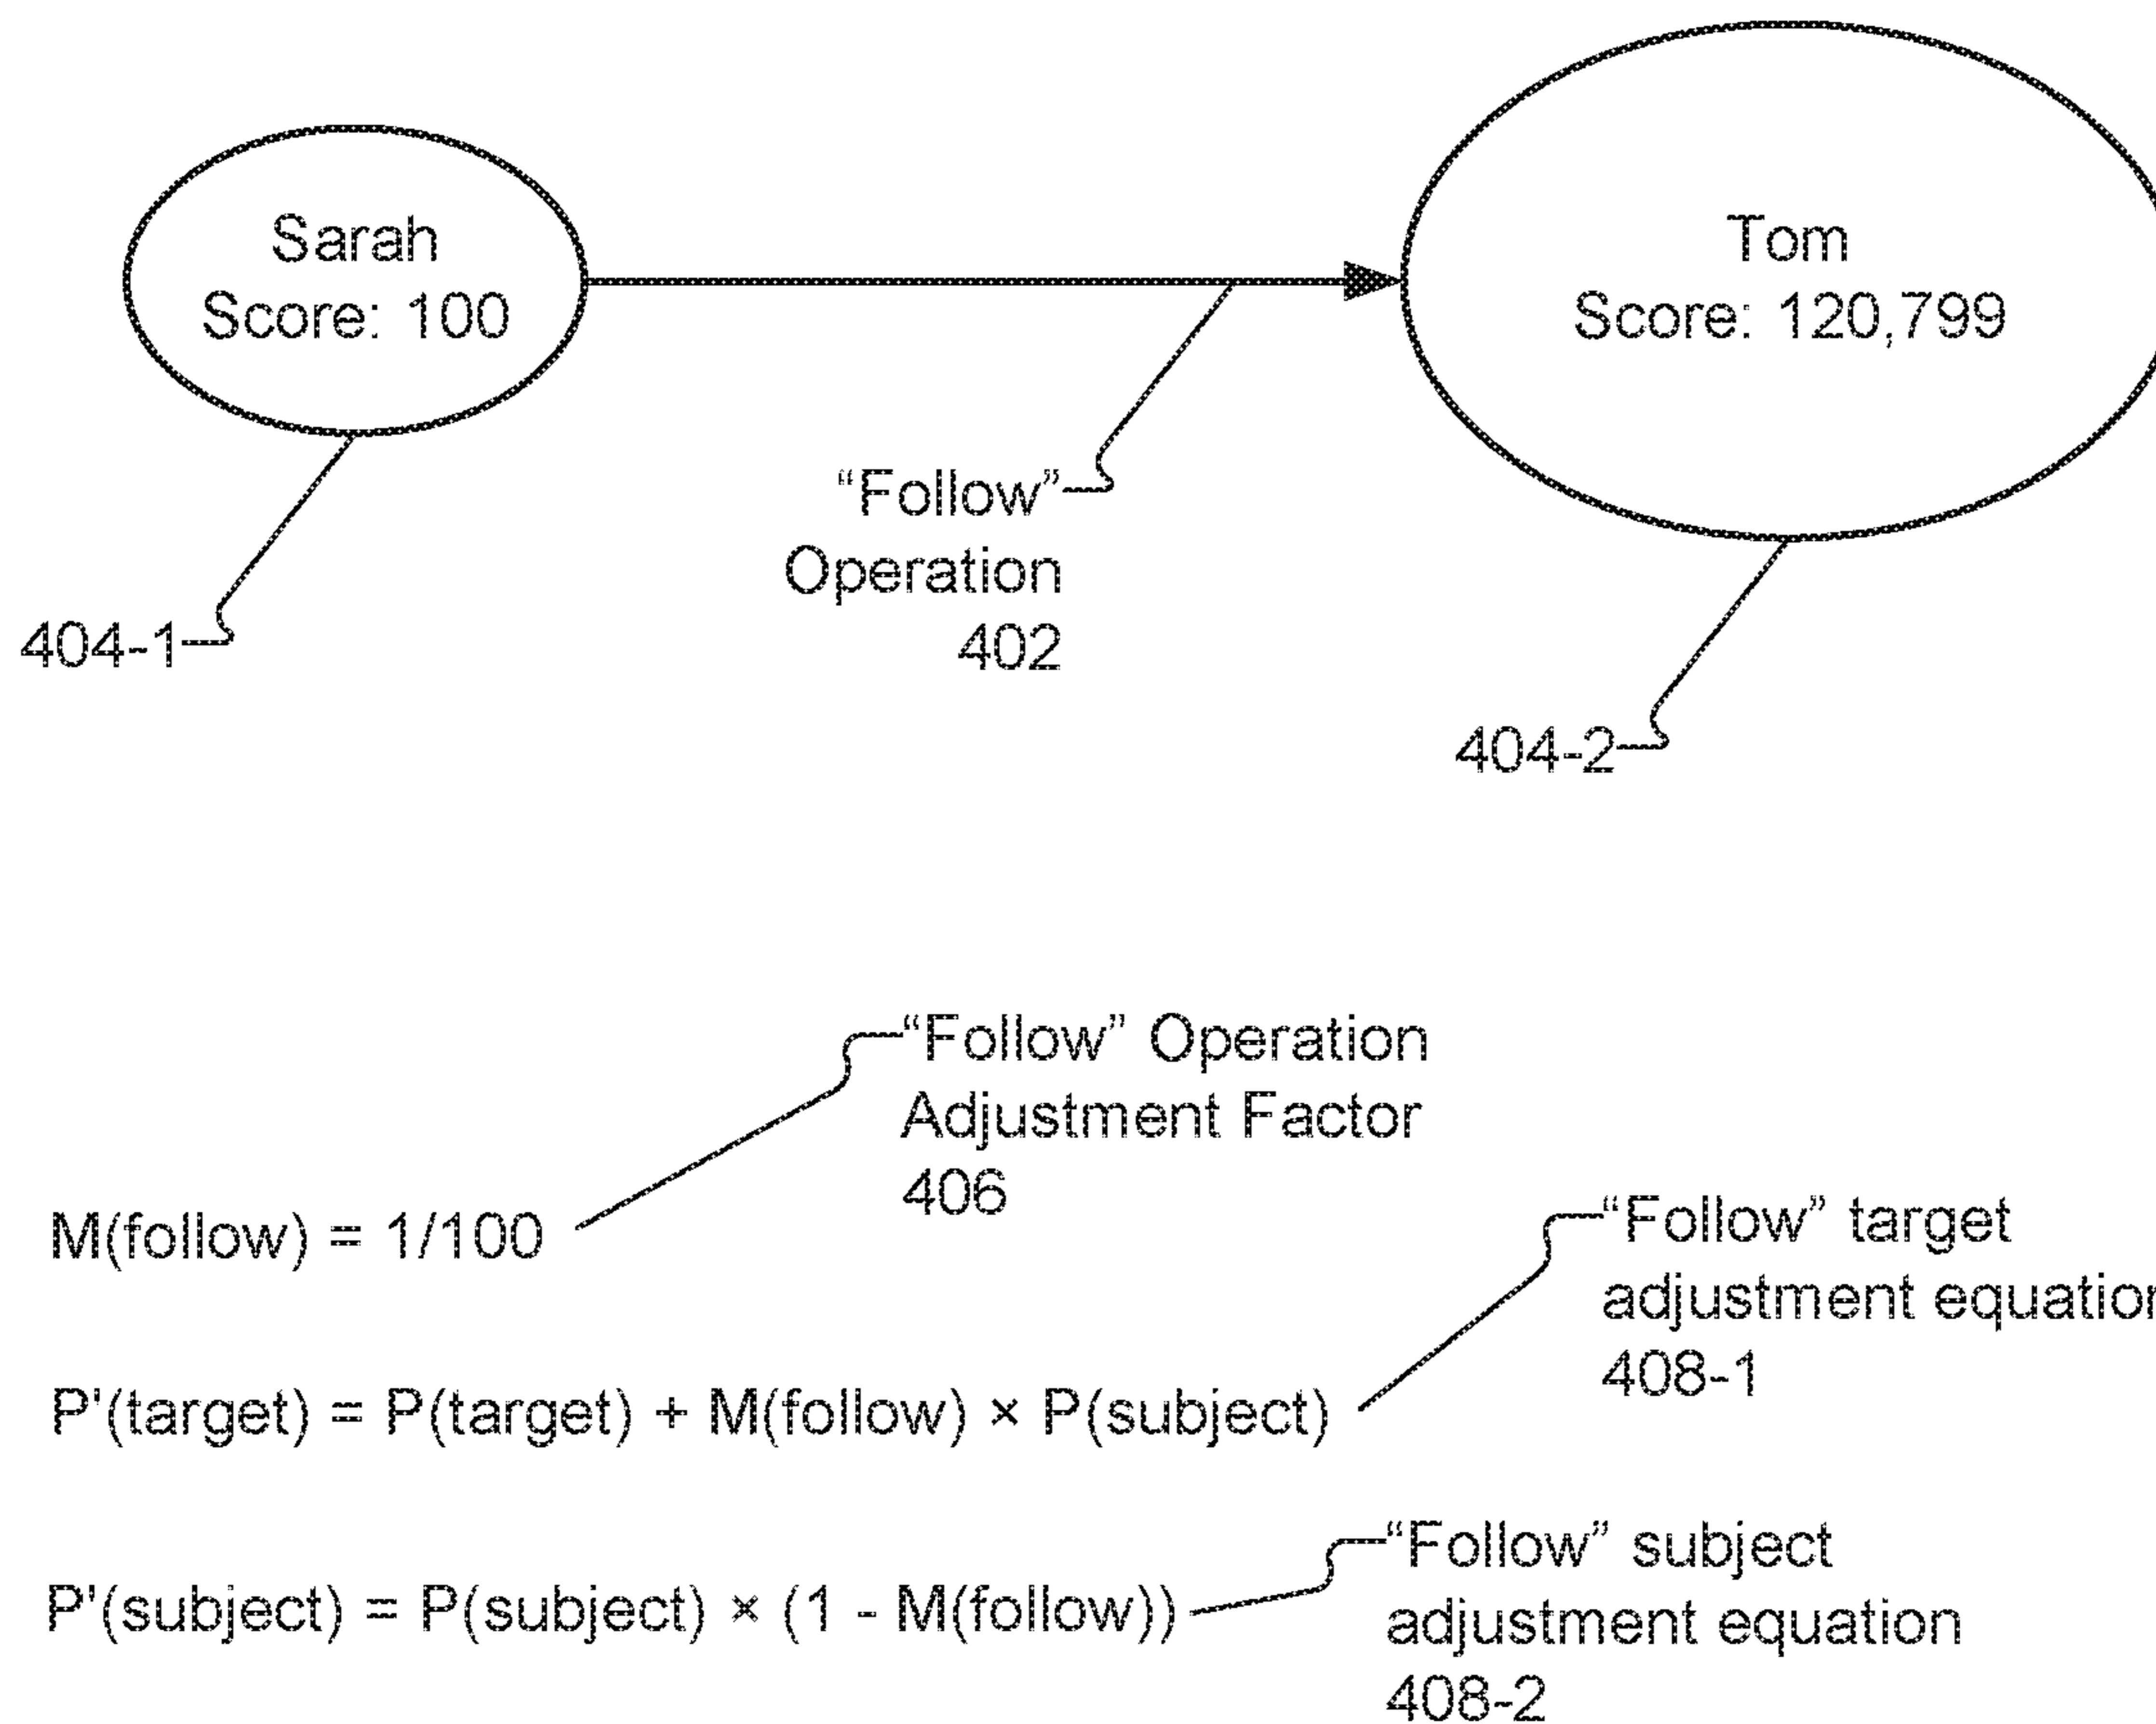 Sarah
Score: 100
Tom
Score: 120,799
“Follow”
Operation
402
404-1
404-2
“Follow” Operation
Adjustment Factor
406
M(follow) = 1/100
“Follow” target
adjustment equation
408-1
P'(target) = P(target) + M(follow) × P(subject)
“Follow” subject
adjustment equation
408-2
P'(subject) = P(subject) × (1 - M(follow))